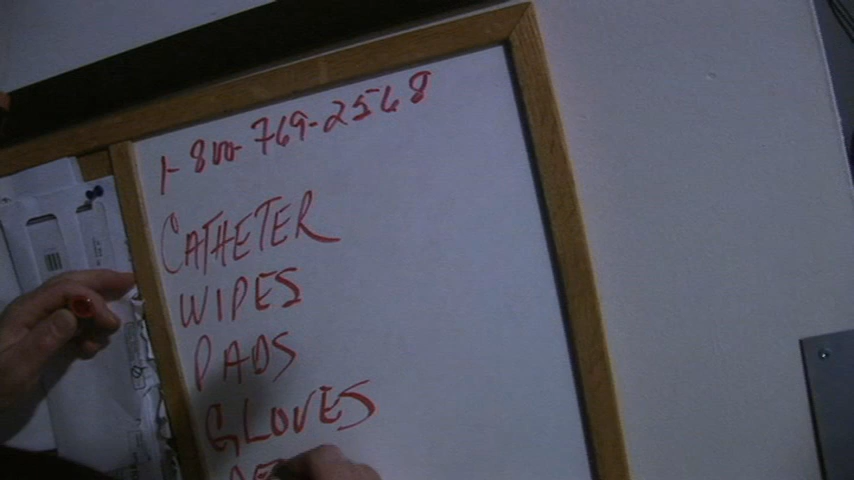 1-800-769-2568
CATHETER
WIPES
PADS
GLOVES